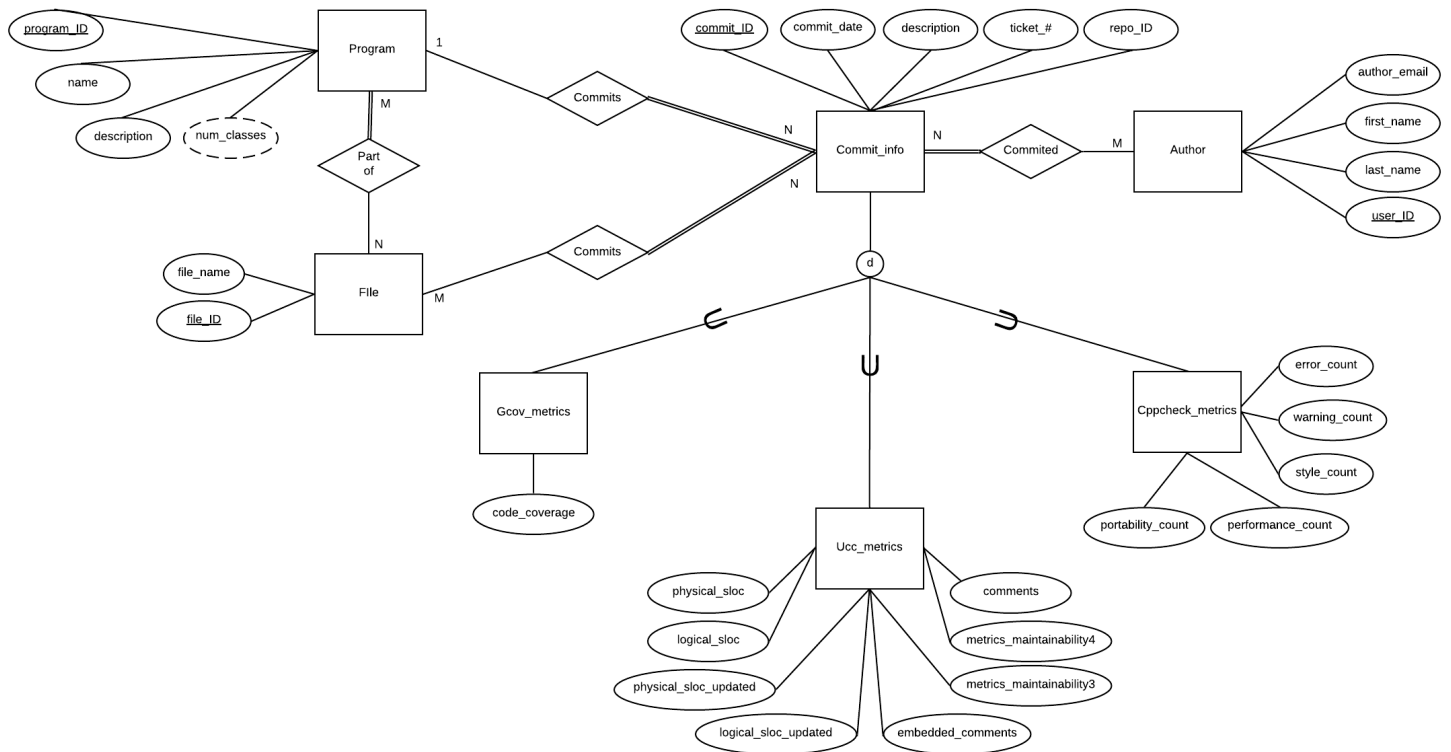 program_ID
name
description
num_classes
Program
1
M
Part
of
N
FIle
file_name
file_ID
M
Commits
N
Commits
N
commit_ID
commit_date
description
ticket_#
repo_ID
Commit_info
N
Commited
M
Author
author_email
first_name
last_name
user_ID
d
U
U
U
Gcov_metrics
code_coverage
Cppcheck_metrics
error_count
warning_count
style_count
portability_count
performance_count
Ucc_metrics
physical_sloc
logical_sloc
physical_sloc_updated
logical_sloc_updated
embedded_comments
metrics_maintainability3
metrics_maintainability4
comments